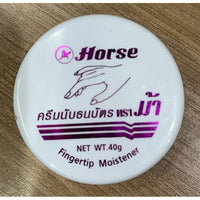 Horse
ครีมนับธนบัตร ตราม้า
NET WT. 40g
Fingertip Moistener